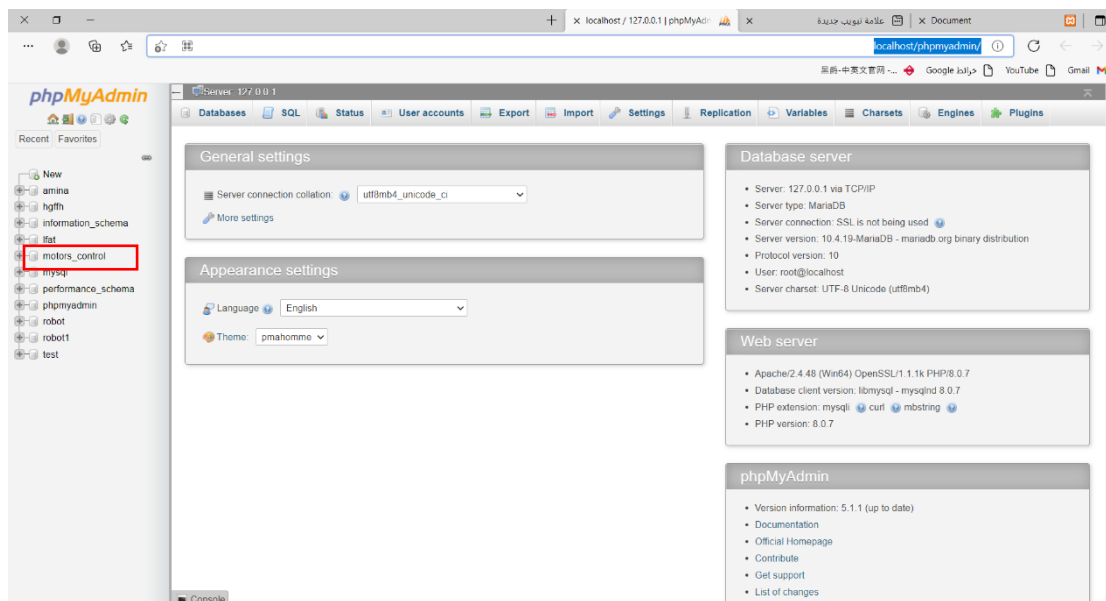 localhost / 127.0.0.1 | phpMyAdm
علامة تبويب جديدة
Document
localhost/phpmyadmin/
خرائط Google
YouTube
Gmail
phpMyAdmin
Recent Favorites
New
amina
hgffh
information_schema
lfat
motors_control
mysql
performance_schema
phpmyadmin
robot
robot1
test
Server: 127.0.0.1
Databases SQL Status User accounts Export Import Settings Replication Variables Charsets Engines Plugins
General settings
Server connection collation: utf8mb4_unicode_ci
More settings
Appearance settings
Language English
Theme: pmahomme
Console
Database server
Server: 127.0.0.1 via TCP/IP
Server type: MariaDB
Server connection: SSL is not being used
Server version: 10.4.19-MariaDB - mariadb.org binary distribution
Protocol version: 10
User: root@localhost
Server charset: UTF-8 Unicode (utf8mb4)
Web server
Apache/2.4.48 (Win64) OpenSSL/1.1.1k PHP/8.0.7
Database client version: libmysql - mysqlnd 8.0.7
PHP extension: mysqli curl mbstring
PHP version: 8.0.7
phpMyAdmin
Version information: 5.1.1 (up to date)
Documentation
Official Homepage
Contribute
Get support
List of changes